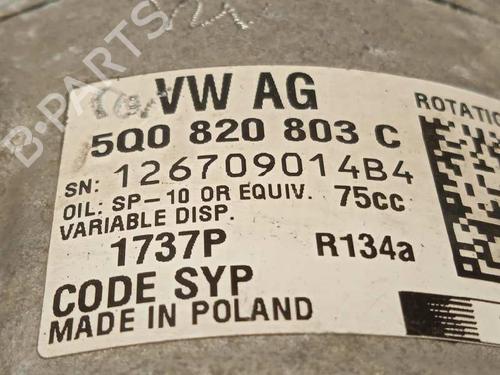 B-PARTS
VW AG
ROTATIO
5Q0 820 803 C
SN: 126709014B4
OIL: SP-10 OR EQUIV. 75cc
VARIABLE DISP.
1737P R134a
CODE SYP
MADE IN POLAND